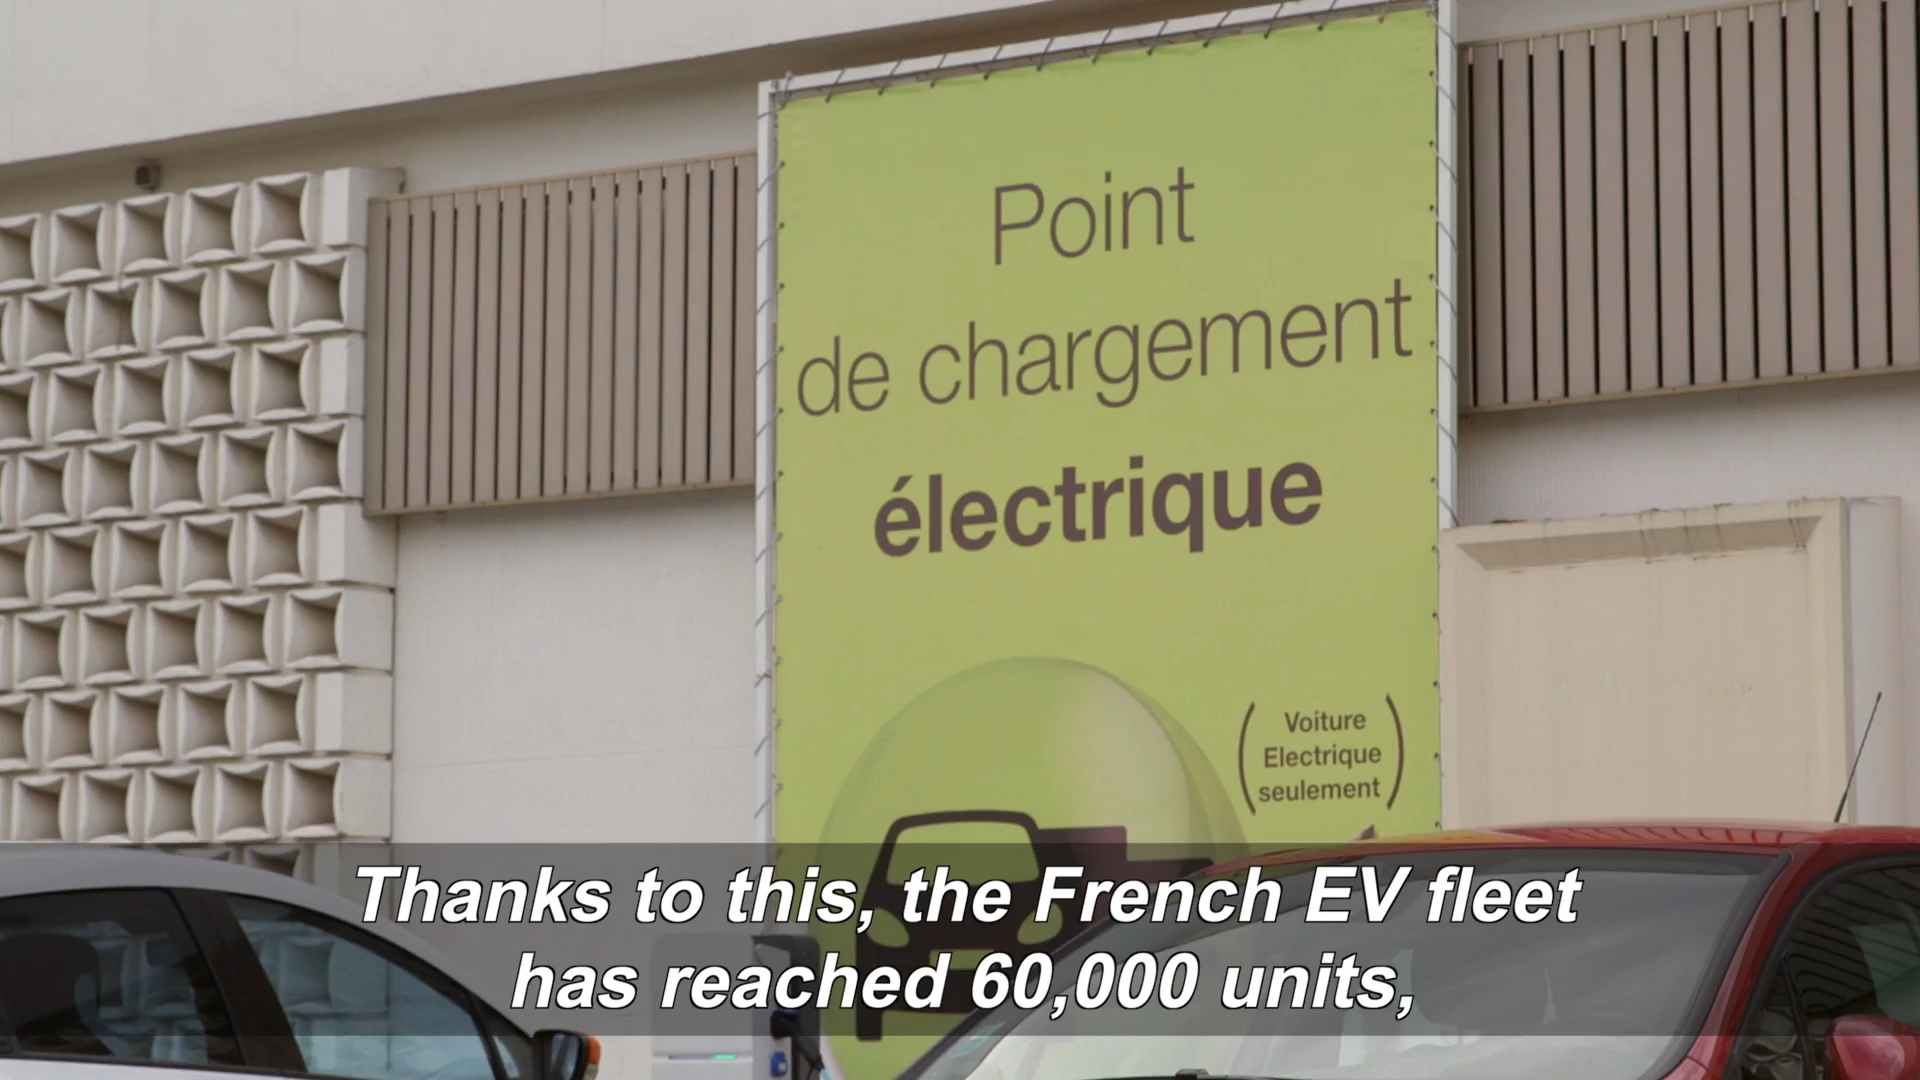 Point
de chargement
électrique
Voiture
Electrique
seulement
Thanks to this, the French EV fleet
has reached 60,000 units,